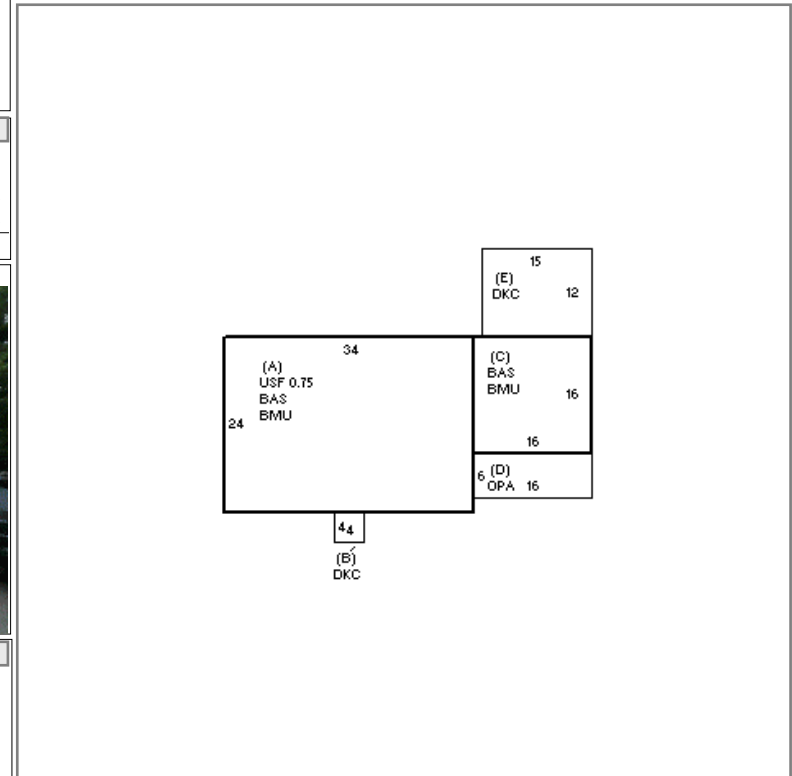 15
(E)
DKC
12
34
(A)
USF 0.75
BAS
BMU
24
(C)
BAS
BMU
16
16
6
(D)
OPA 16
4
4
(B)
DKC